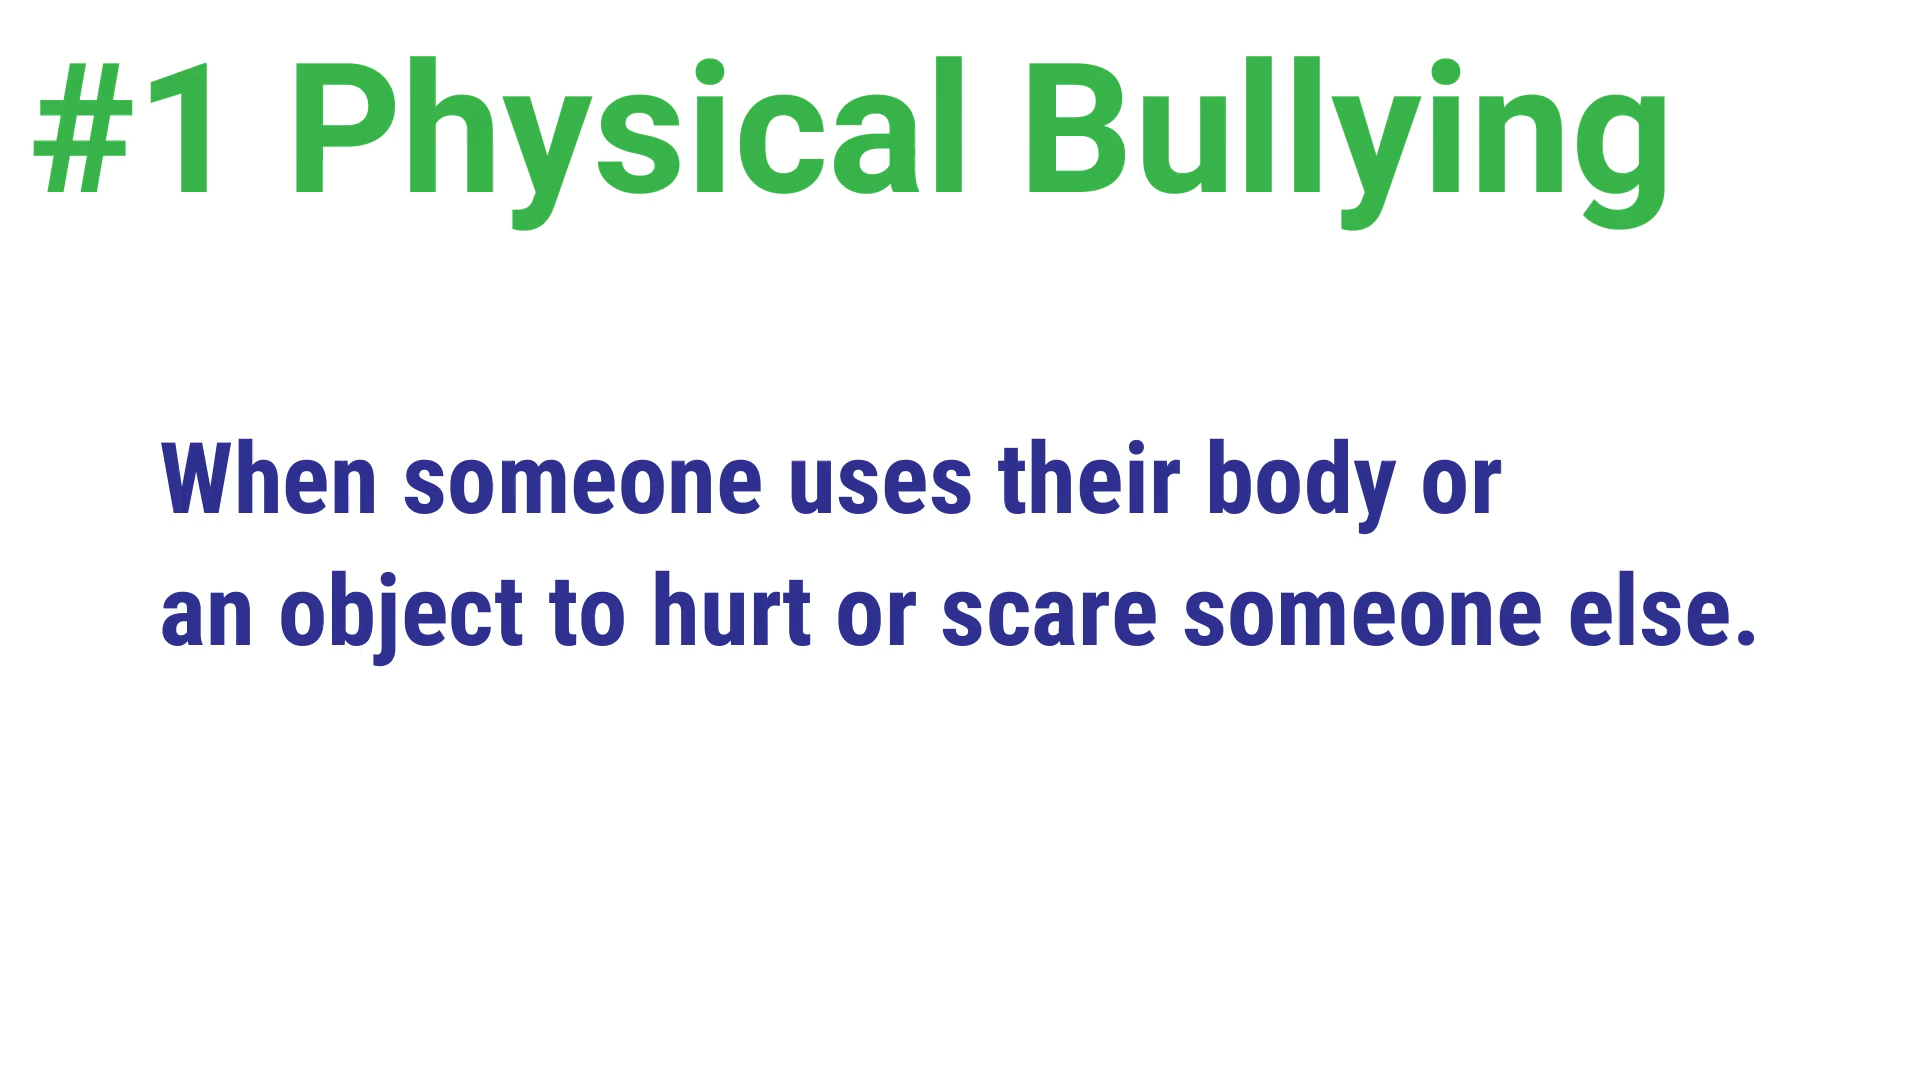 #1 Physical Bullying
When someone uses their body or
an object to hurt or scare someone else.